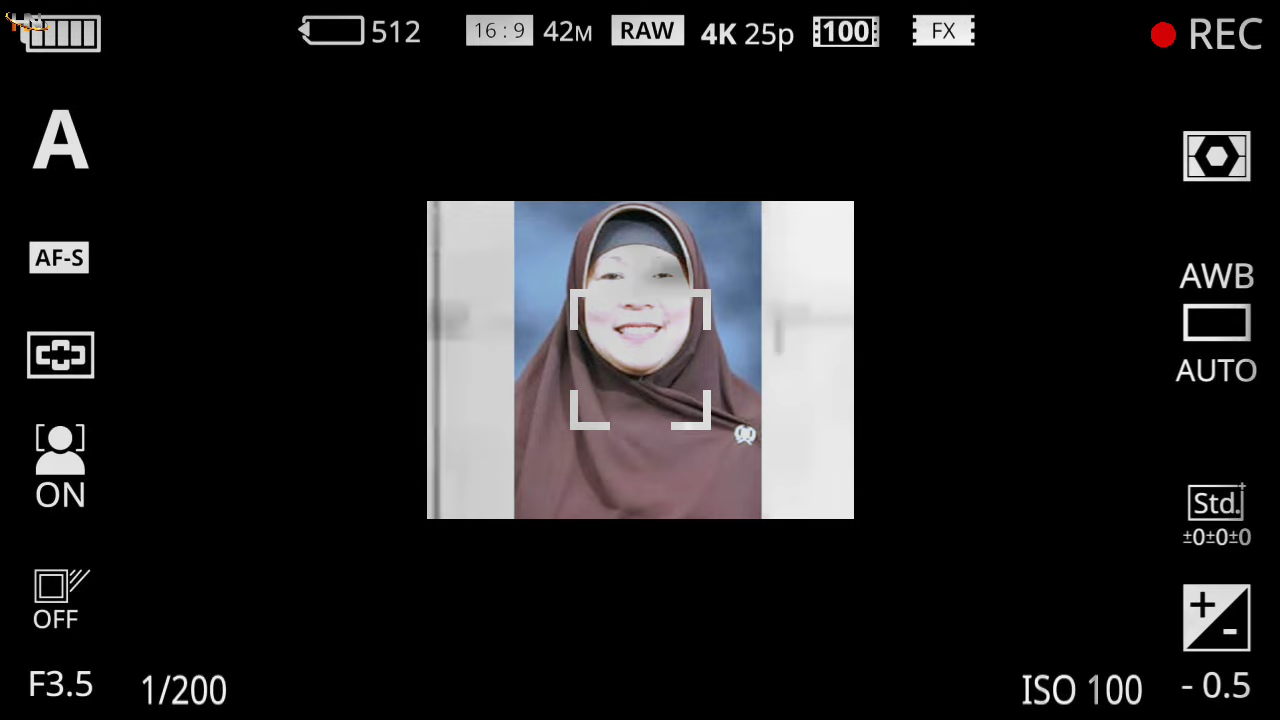 512 16:9 42M RAW 4K 25p 100 FX REC
A
AF-S
AWB
AUTO
ON
Std.
±0±0±0
OFF
F3.5 1/200 ISO 100 - 0.5